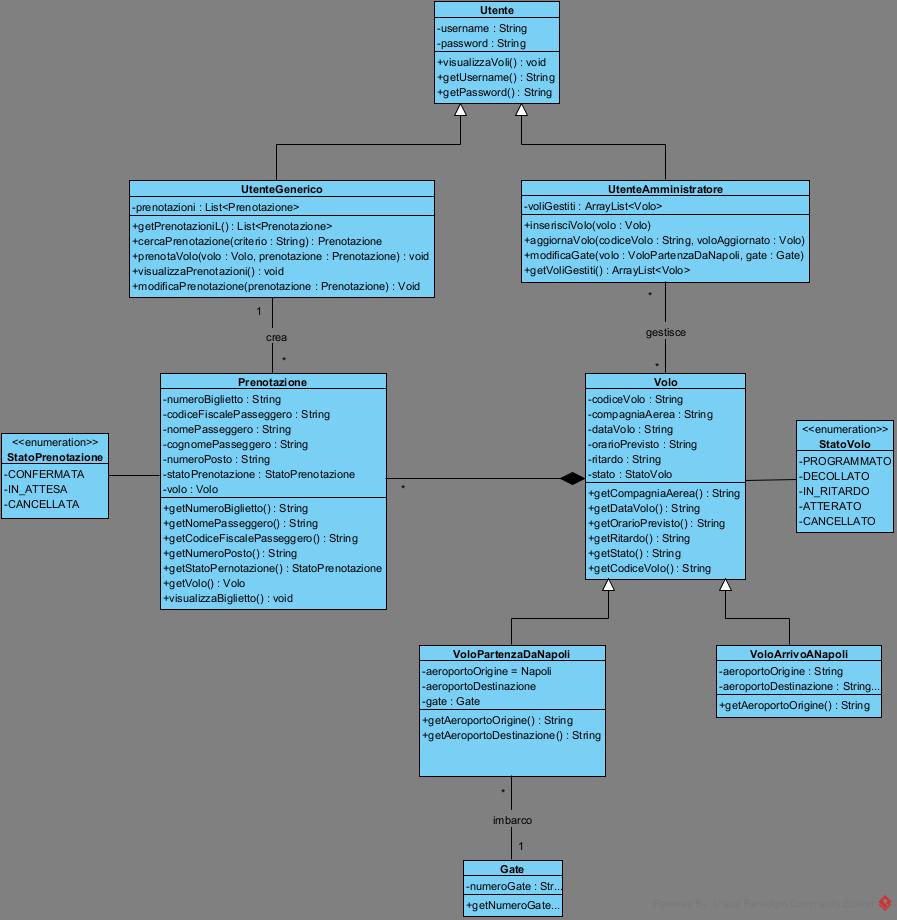 Utente
-username : String
-password : String
+visualizzaVoli() : void
+getUsername() : String
+getPassword() : String
UtenteGenerico
-prenotazioni : List<Prenotazione>
+getPrenotazioniL() : List<Prenotazione>
+cercaPrenotazione(criterio : String) : Prenotazione
+prenotaVolo(volo : Volo, prenotazione : Prenotazione) : void
+visualizzaPrenotazioni() : void
+modificaPrenotazione(prenotazione : Prenotazione) : Void
UtenteAmministratore
-voliGestiti : ArrayList<Volo>
+inserisciVolo(volo : Volo)
+aggiornaVolo(codiceVolo : String, voloAggiornato : Volo)
+modificaGate(volo : VoloPartenzaDaNapoli, gate : Gate)
+getVoliGestiti() : ArrayList<Volo>
1
crea
*
*
gestisce
*
<<enumeration>>
StatoPrenotazione
-CONFERMATA
-IN_ATTESA
-CANCELLATA
Prenotazione
-numeroBiglietto : String
-codiceFiscalePasseggero : String
-nomePasseggero : String
-cognomePasseggero : String
-numeroPosto : String
-statoPrenotazione : StatoPrenotazione
-volo : Volo
+getNumeroBiglietto() : String
+getNomePasseggero() : String
+getCodiceFiscalePasseggero() : String
+getNumeroPosto() : String
+getStatoPernotazione() : StatoPrenotazione
+getVolo() : Volo
+visualizzaBiglietto() : void
*
Volo
-codiceVolo : String
-compagniaAerea : String
-dataVolo : String
-orarioPrevisto : String
-ritardo : String
-stato : StatoVolo
+getCompagniaAerea() : String
+getDataVolo() : String
+getOrarioPrevisto() : String
+getRitardo() : String
+getStato() : String
+getCodiceVolo() : String
<<enumeration>>
StatoVolo
-PROGRAMMATO
-DECOLLATO
-IN_RITARDO
-ATTERATO
-CANCELLATO
VoloPartenzaDaNapoli
-aeroportoOrigine = Napoli
-aeroportoDestinazione
-gate : Gate
+getAeroportoOrigine() : String
+getAeroportoDestinazione() : String
VoloArrivoANapoli
-aeroportoOrigine : String
-aeroportoDestinazione : String...
+getAeroportoOrigine() : String
*
imbarco
1
Gate
-numeroGate : Str...
+getNumeroGate...
Powered By Visual Paradigm Community Edition